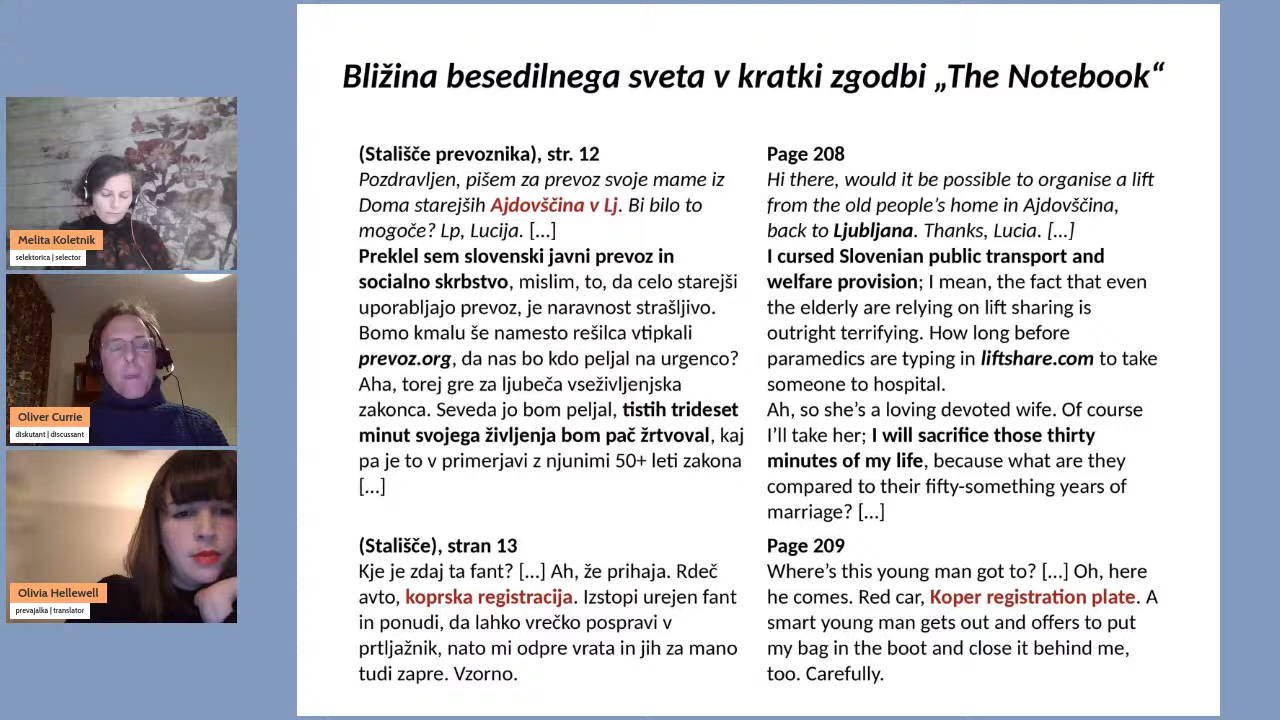 Bližina besedilnega sveta v kratki zgodbi „The Notebook“
(Stališče prevoznika), str. 12
Pozdravljen, pišem za prevoz svoje mame iz
Doma starejših Ajdovščina v Lj. Bi bilo to
mogoče? Lp, Lucija. [...]
Preklel sem slovenski javni prevoz in
socialno skrbstvo, mislim, to, da celo starejši
uporabljajo prevoz, je naravnost strašljivo.
Bomo kmalu še namesto rešilca vtipkali
prevoz.org, da nas bo kdo peljal na urgenco?
Aha, torej gre za ljubeča vseživljenjska
zakonca. Seveda jo bom peljal, tistih trideset
minut svojega življenja bom pač žrtvoval, kaj
pa je to v primerjavi z njunimi 50+ leti zakona
[...]
(Stališče), stran 13
Kje je zdaj ta fant? [...] Ah, že prihaja. Rdeč
avto, koprska registracija. Izstopi urejen fant
in ponudi, da lahko vrečko pospravi v
prtljažnik, nato mi odpre vrata in jih za mano
tudi zapre. Vzorno.
Page 208
Hi there, would it be possible to organise a lift
from the old people’s home in Ajdovščina,
back to Ljubljana. Thanks, Lucia. [...]
I cursed Slovenian public transport and
welfare provision; I mean, the fact that even
the elderly are relying on lift sharing is
outright terrifying. How long before
paramedics are typing in liftshare.com to take
someone to hospital.
Ah, so she’s a loving devoted wife. Of course
I’ll take her; I will sacrifice those thirty
minutes of my life, because what are they
compared to their fifty-something years of
marriage? [...]
Page 209
Where’s this young man got to? [...] Oh, here
he comes. Red car, Koper registration plate. A
smart young man gets out and offers to put
my bag in the boot and close it behind me,
too. Carefully.
Melita Koletnik
selektorica | selector
Oliver Currie
diskutant | discussant
Olivia Hellewell
prevajalka | translator